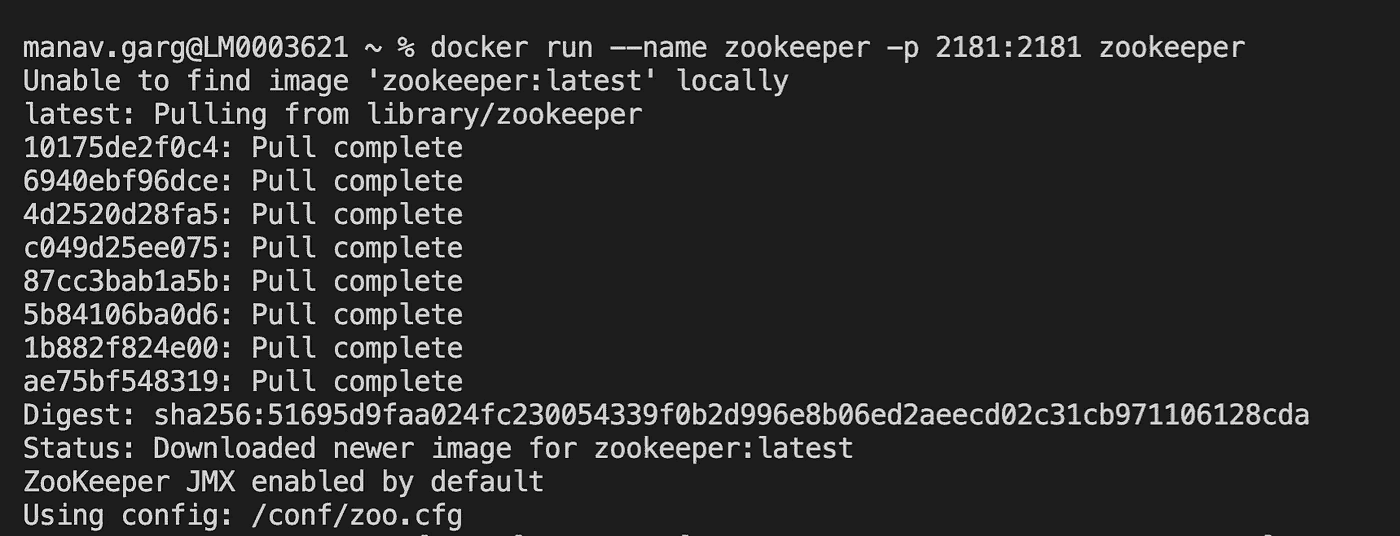 manav.garg@LM0003621 ~ % docker run --name zookeeper -p 2181:2181 zookeeper
Unable to find image 'zookeeper:latest' locally
latest: Pulling from library/zookeeper
10175de2f0c4: Pull complete
6940ebf96dce: Pull complete
4d2520d28fa5: Pull complete
c049d25ee075: Pull complete
87cc3bab1a5b: Pull complete
5b84106ba0d6: Pull complete
1b882f824e00: Pull complete
ae75bf548319: Pull complete
Digest: sha256:51695d9faa024fc230054339f0b2d996e8b06ed2aeecd02c31cb971106128cda
Status: Downloaded newer image for zookeeper:latest
ZooKeeper JMX enabled by default
Using config: /conf/zoo.cfg